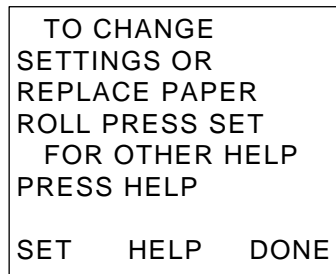 TO CHANGE
SETTINGS OR
REPLACE PAPER
ROLL PRESS SET
FOR OTHER HELP
PRESS HELP
SET HELP DONE